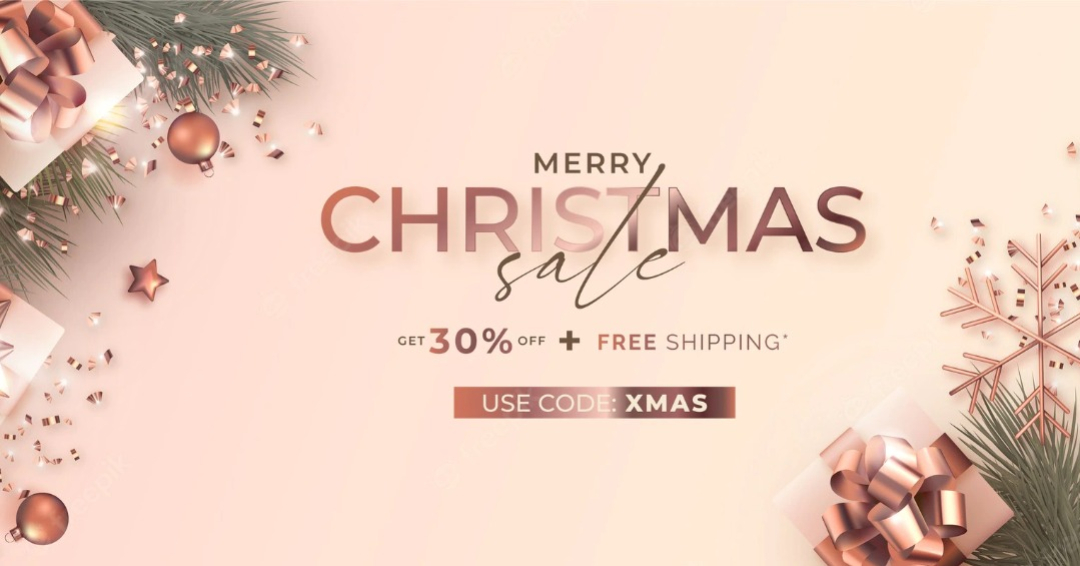 MERRY
CHRISTMAS
sale
GET 30% OFF + FREE SHIPPING*
USE CODE: XMAS